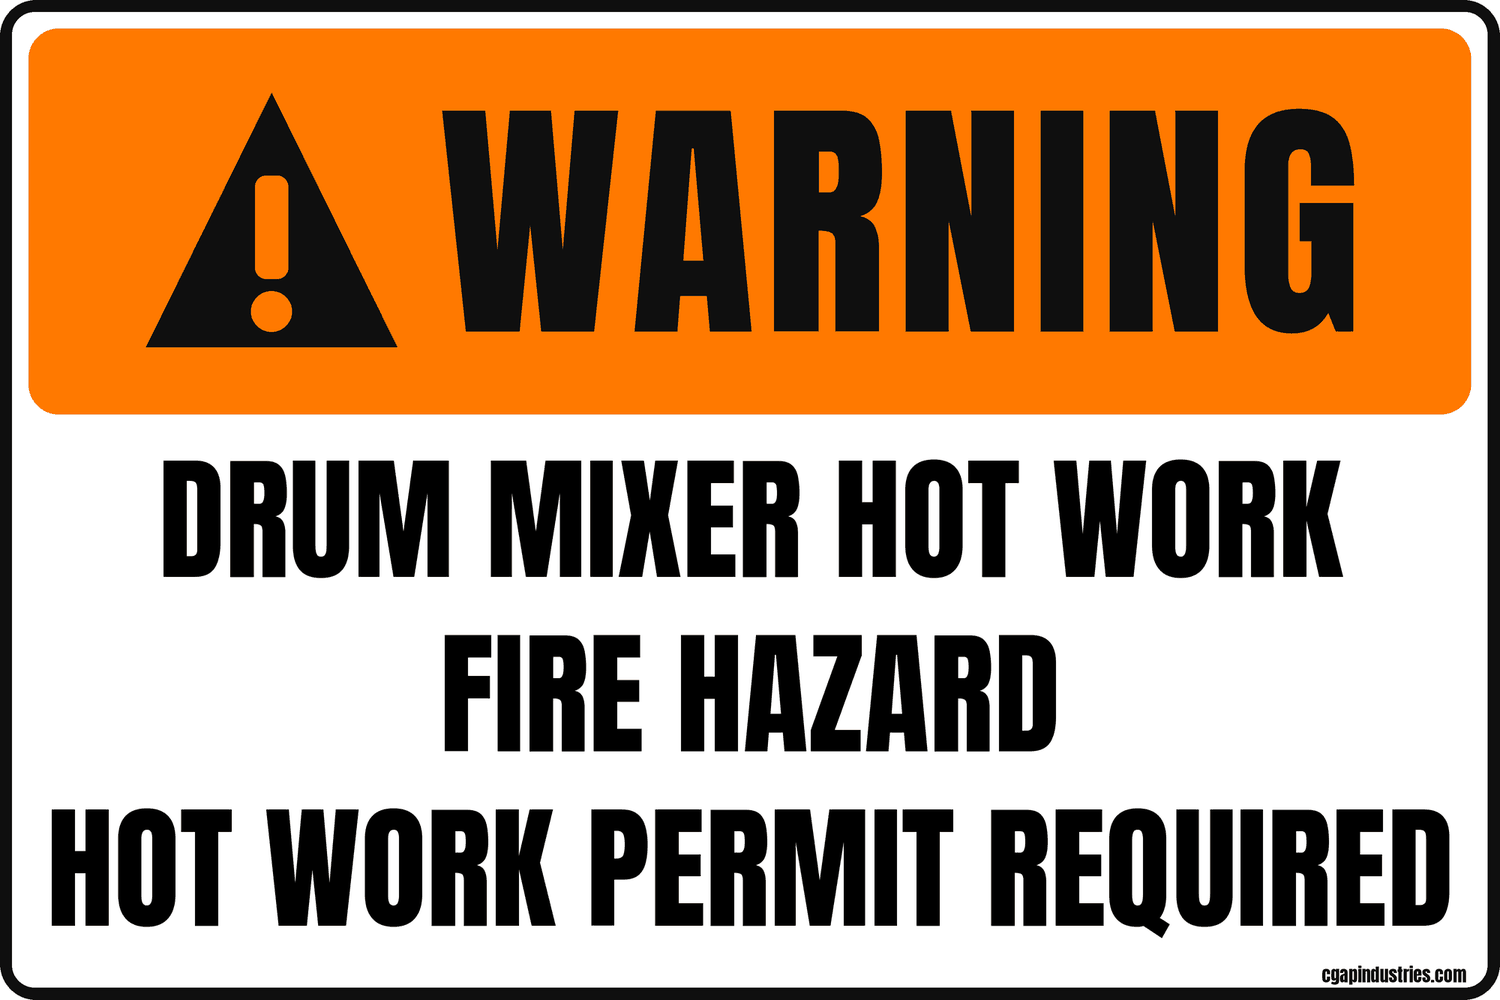 WARNING
DRUM MIXER HOT WORK
FIRE HAZARD
HOT WORK PERMIT REQUIRED
cgapindustries.com